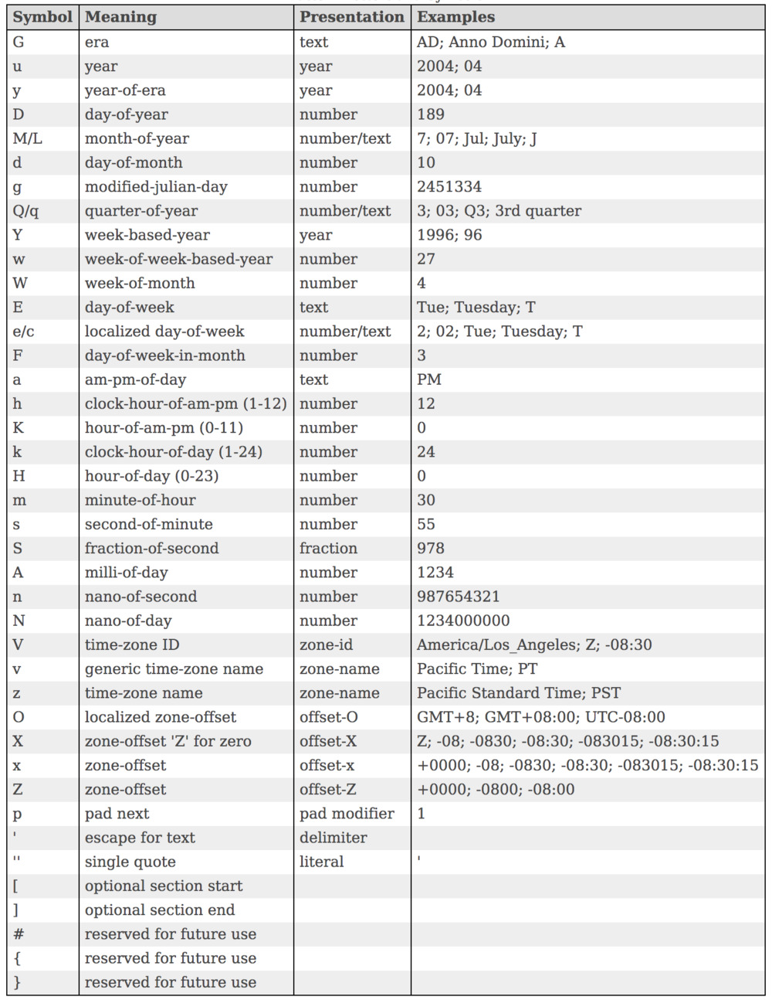 Symbol Meaning Presentation Examples
G era text AD; Anno Domini; A
u year year 2004; 04
y year-of-era year 2004; 04
D day-of-year number 189
M/L month-of-year number/text 7; 07; Jul; July; J
d day-of-month number 10
g modified-julian-day number 2451334
Q/q quarter-of-year number/text 3; 03; Q3; 3rd quarter
Y week-based-year year 1996; 96
w week-of-week-based-year number 27
W week-of-month number 4
E day-of-week text Tue; Tuesday; T
e/c localized day-of-week number/text 2; 02; Tue; Tuesday; T
F day-of-week-in-month number 3
a am-pm-of-day text PM
h clock-hour-of-am-pm (1-12) number 12
K hour-of-am-pm (0-11) number 0
k clock-hour-of-day (1-24) number 24
H hour-of-day (0-23) number 0
m minute-of-hour number 30
s second-of-minute number 55
S fraction-of-second fraction 978
A milli-of-day number 1234
n nano-of-second number 987654321
N nano-of-day number 1234000000
V time-zone ID zone-id America/Los_Angeles; Z; -08:30
v generic time-zone name zone-name Pacific Time; PT
z time-zone name zone-name Pacific Standard Time; PST
O localized zone-offset offset-O GMT+8; GMT+08:00; UTC-08:00
X zone-offset 'Z' for zero offset-X Z; -08; -0830; -08:30; -083015; -08:30:15
x zone-offset offset-x +0000; -08; -0830; -08:30; -083015; -08:30:15
Z zone-offset offset-Z +0000; -0800; -08:00
p pad next pad modifier 1
' escape for text delimiter
'' single quote literal '
[ optional section start
] optional section end
# reserved for future use
{ reserved for future use
} reserved for future use